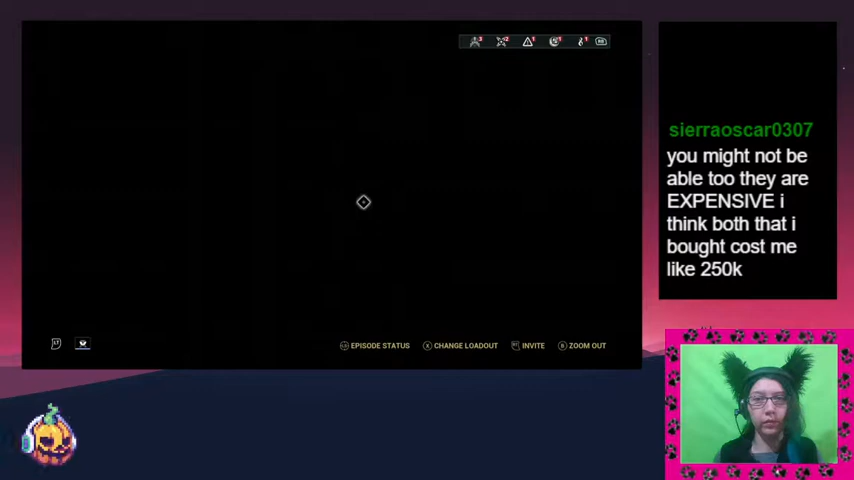 sierraoscar0307
you might not be
able too they are
EXPENSIVE i
think both that i
bought cost me
like 250k
EPISODE STATUS
X CHANGE LOADOUT
INVITE
B ZOOM OUT